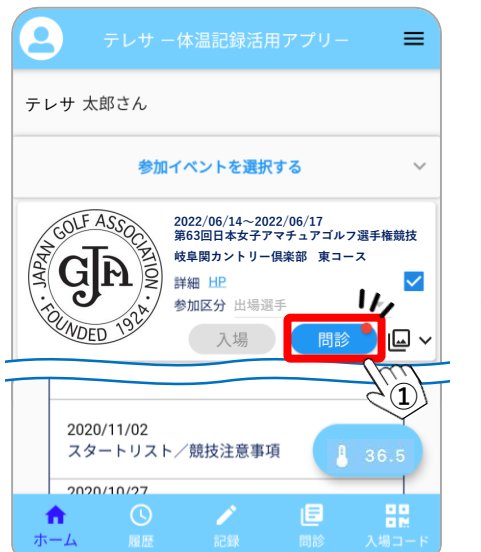 テレサ －体温記録活用アプリ－
テレサ 太郎さん
参加イベントを選択する
JAPAN GOLF ASSOCIATION
FOUNDED 1924
JGA
2022/06/14～2022/06/17
第63回日本女子アマチュアゴルフ選手権競技
岐阜関カントリー倶楽部 東コース
詳細 HP
参加区分 出場選手
入場
問診
①
2020/11/02
スタートリスト／競技注意事項
36.5
2020/10/27
ホーム
履歴
記録
問診
入場コード